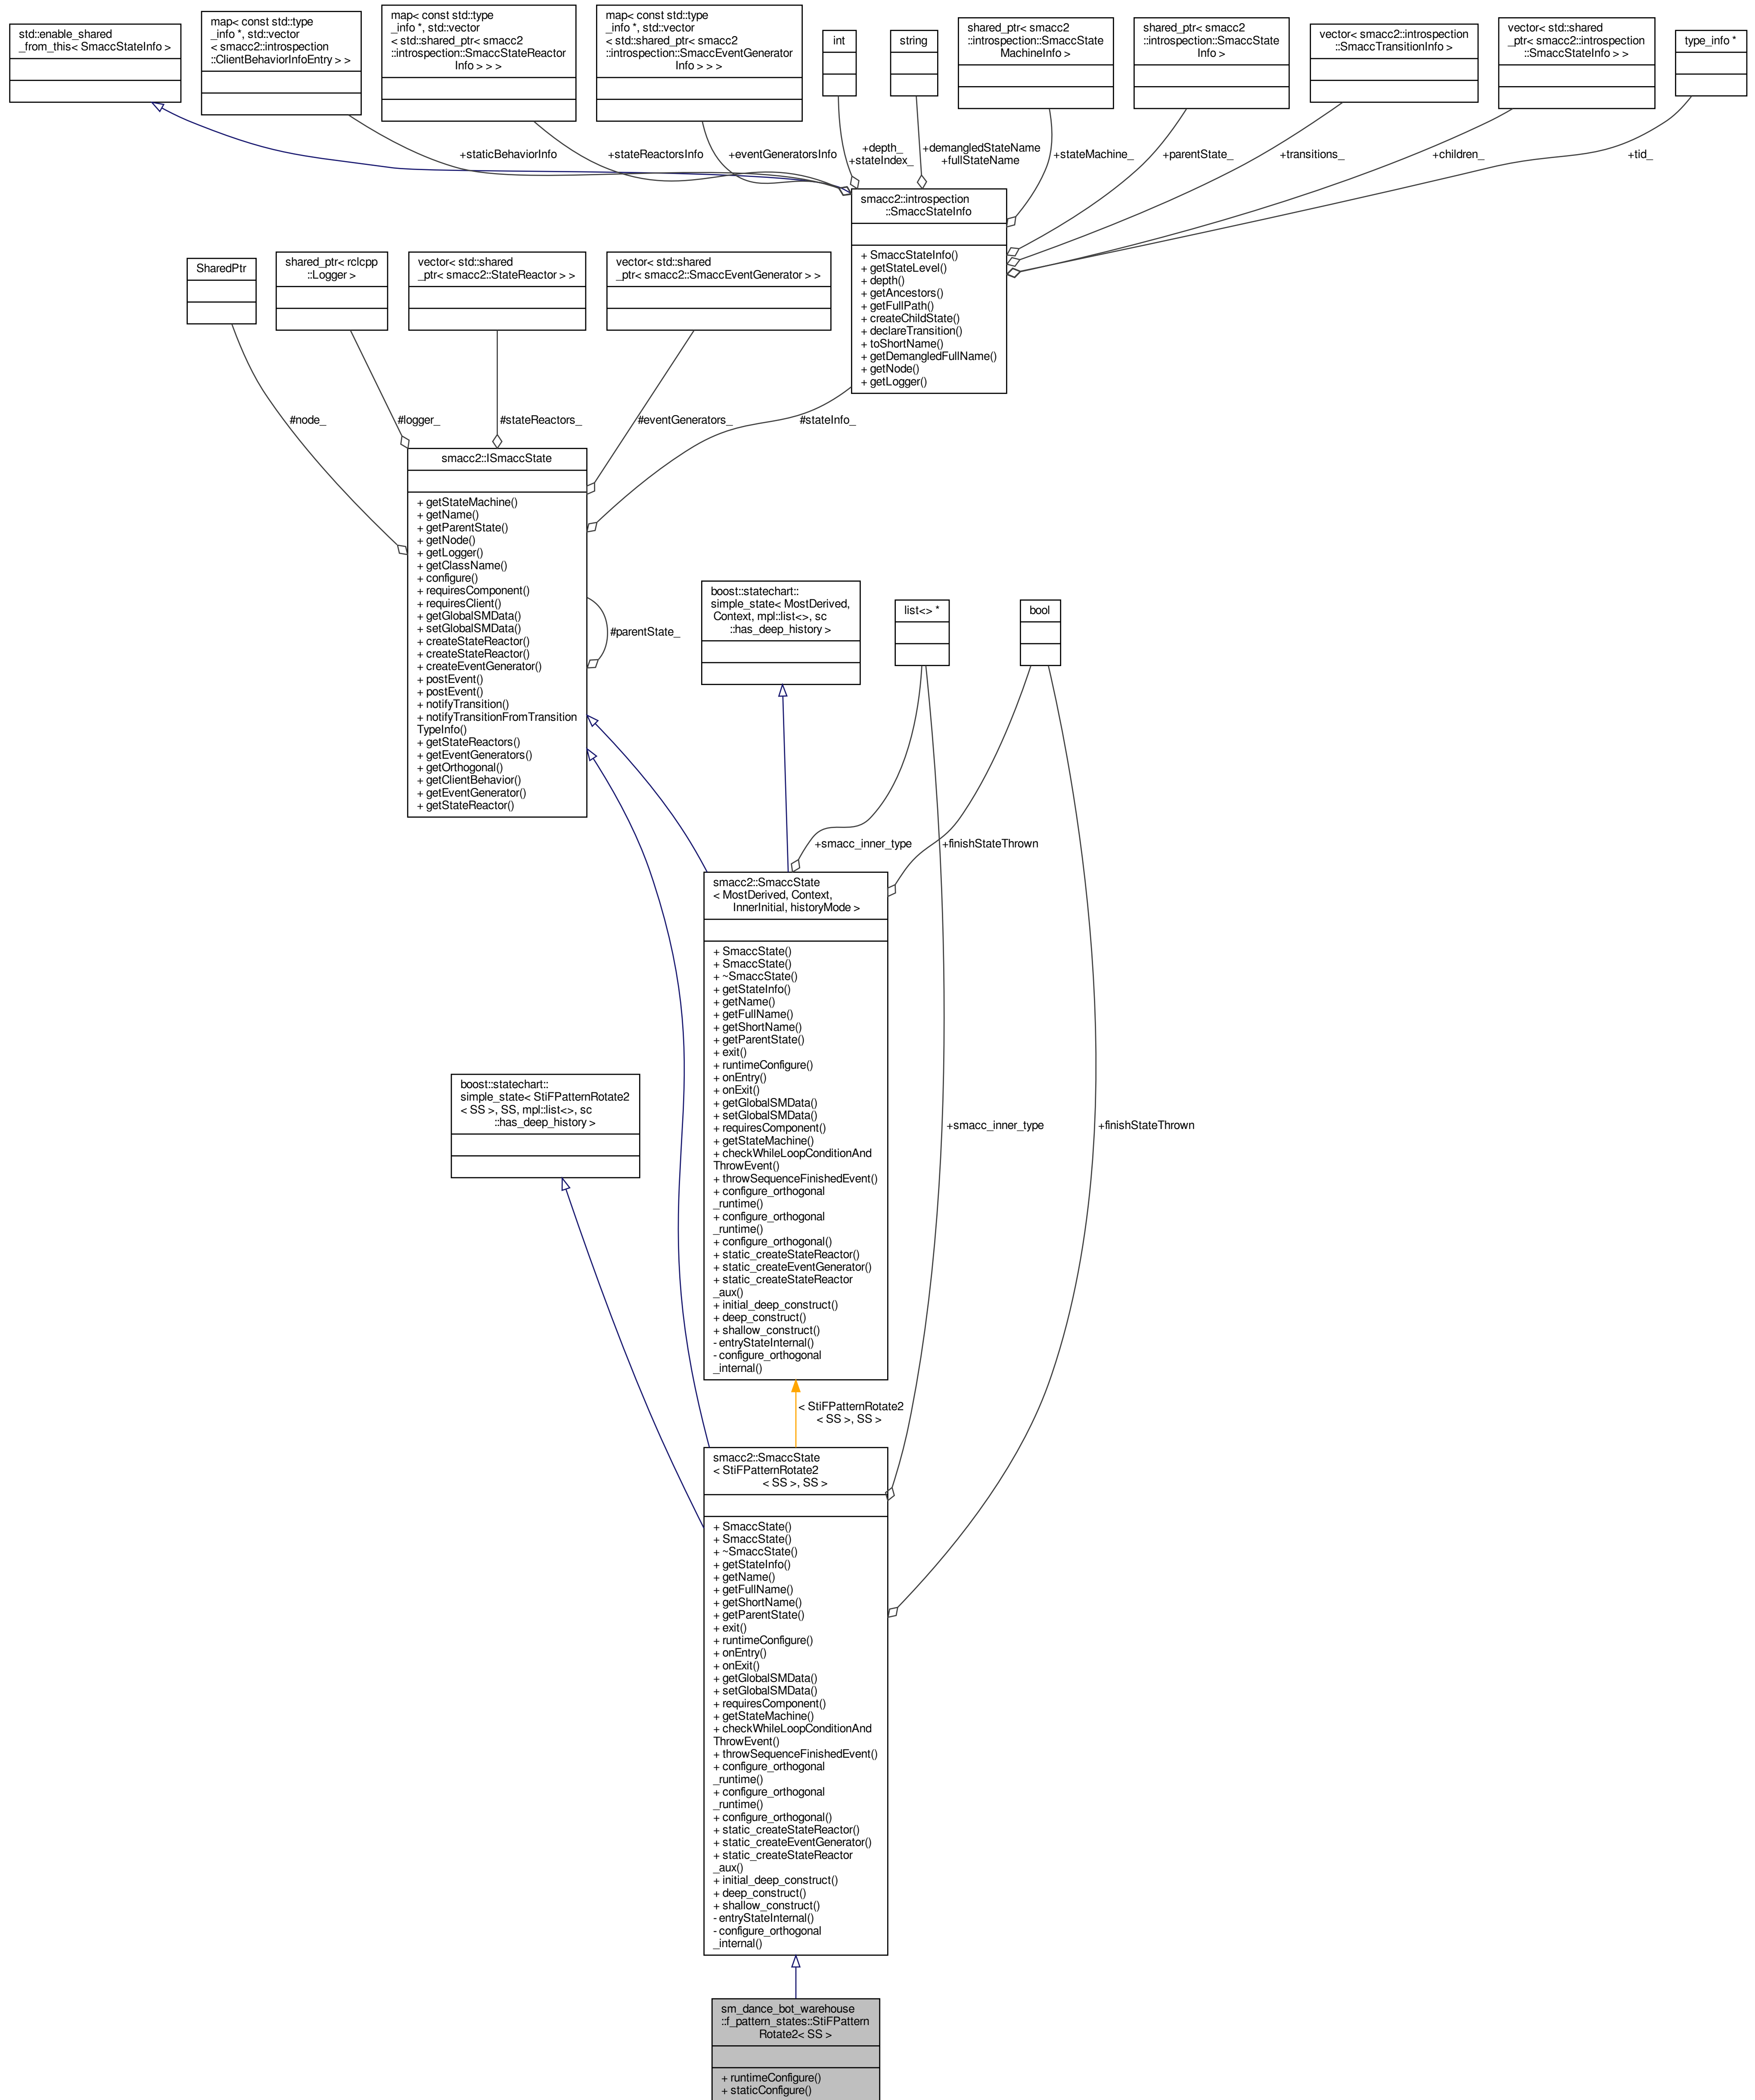 std::enable_shared
_from_this< SmaccStateInfo >
map< const std::type
_info *, std::vector
< smacc2::introspection
::ClientBehaviorInfoEntry > >
map< const std::type
_info *, std::vector
< std::shared_ptr< smacc2
::introspection::SmaccStateReactor
Info > > >
map< const std::type
_info *, std::vector
< std::shared_ptr< smacc2
::introspection::SmaccEventGenerator
Info > > >
int
string
shared_ptr< smacc2
::introspection::SmaccState
MachineInfo >
shared_ptr< smacc2
::introspection::SmaccState
Info >
vector< smacc2::introspection
::SmaccTransitionInfo >
vector< std::shared
_ptr< smacc2::introspection
::SmaccStateInfo > >
type_info *
+staticBehaviorInfo
+stateReactorsInfo
+eventGeneratorsInfo
+depth_
+stateIndex_
+demangledStateName
+fullStateName
+stateMachine_
+parentState_
+transitions_
+children_
+tid_
smacc2::introspection
::SmaccStateInfo
+ SmaccStateInfo()
+ getStateLevel()
+ depth()
+ getAncestors()
+ getFullPath()
+ createChildState()
+ declareTransition()
+ toShortName()
+ getDemangledFullName()
+ getNode()
+ getLogger()
SharedPtr
shared_ptr< rclcpp
::Logger >
vector< std::shared
_ptr< smacc2::StateReactor > >
vector< std::shared
_ptr< smacc2::SmaccEventGenerator > >
#node_
#logger_
#stateReactors_
#eventGenerators_
#stateInfo_
smacc2::ISmaccState
+ getStateMachine()
+ getName()
+ getParentState()
+ getNode()
+ getLogger()
+ getClassName()
+ configure()
+ requiresComponent()
+ requiresClient()
+ getGlobalSMData()
+ setGlobalSMData()
+ createStateReactor()
+ createStateReactor()
+ createEventGenerator()
+ postEvent()
+ postEvent()
+ notifyTransition()
+ notifyTransitionFromTransition
TypeInfo()
+ getStateReactors()
+ getEventGenerators()
+ getOrthogonal()
+ getClientBehavior()
+ getEventGenerator()
+ getStateReactor()
#parentState_
boost::statechart::
simple_state< MostDerived,
Context, mpl::list<>, sc
::has_deep_history >
list<> *
bool
+smacc_inner_type
+finishStateThrown
smacc2::SmaccState
< MostDerived, Context,
InnerInitial, historyMode >
+ SmaccState()
+ SmaccState()
+ ~SmaccState()
+ getStateInfo()
+ getName()
+ getFullName()
+ getShortName()
+ getParentState()
+ exit()
+ runtimeConfigure()
+ onEntry()
+ onExit()
+ getGlobalSMData()
+ setGlobalSMData()
+ requiresComponent()
+ getStateMachine()
+ checkWhileLoopConditionAnd
ThrowEvent()
+ throwSequenceFinishedEvent()
+ configure_orthogonal
_runtime()
+ configure_orthogonal
_runtime()
+ configure_orthogonal()
+ static_createStateReactor()
+ static_createEventGenerator()
+ static_createStateReactor
_aux()
+ initial_deep_construct()
+ deep_construct()
+ shallow_construct()
- entryStateInternal()
- configure_orthogonal
_internal()
boost::statechart::
simple_state< StiFPatternRotate2
< SS >, SS, mpl::list<>, sc
::has_deep_history >
+smacc_inner_type
+finishStateThrown
< StiFPatternRotate2
< SS >, SS >
smacc2::SmaccState
< StiFPatternRotate2
< SS >, SS >
+ SmaccState()
+ SmaccState()
+ ~SmaccState()
+ getStateInfo()
+ getName()
+ getFullName()
+ getShortName()
+ getParentState()
+ exit()
+ runtimeConfigure()
+ onEntry()
+ onExit()
+ getGlobalSMData()
+ setGlobalSMData()
+ requiresComponent()
+ getStateMachine()
+ checkWhileLoopConditionAnd
ThrowEvent()
+ throwSequenceFinishedEvent()
+ configure_orthogonal
_runtime()
+ configure_orthogonal
_runtime()
+ configure_orthogonal()
+ static_createStateReactor()
+ static_createEventGenerator()
+ static_createStateReactor
_aux()
+ initial_deep_construct()
+ deep_construct()
+ shallow_construct()
- entryStateInternal()
- configure_orthogonal
_internal()
sm_dance_bot_warehouse
::f_pattern_states::StiFPattern
Rotate2< SS >
+ runtimeConfigure()
+ staticConfigure()